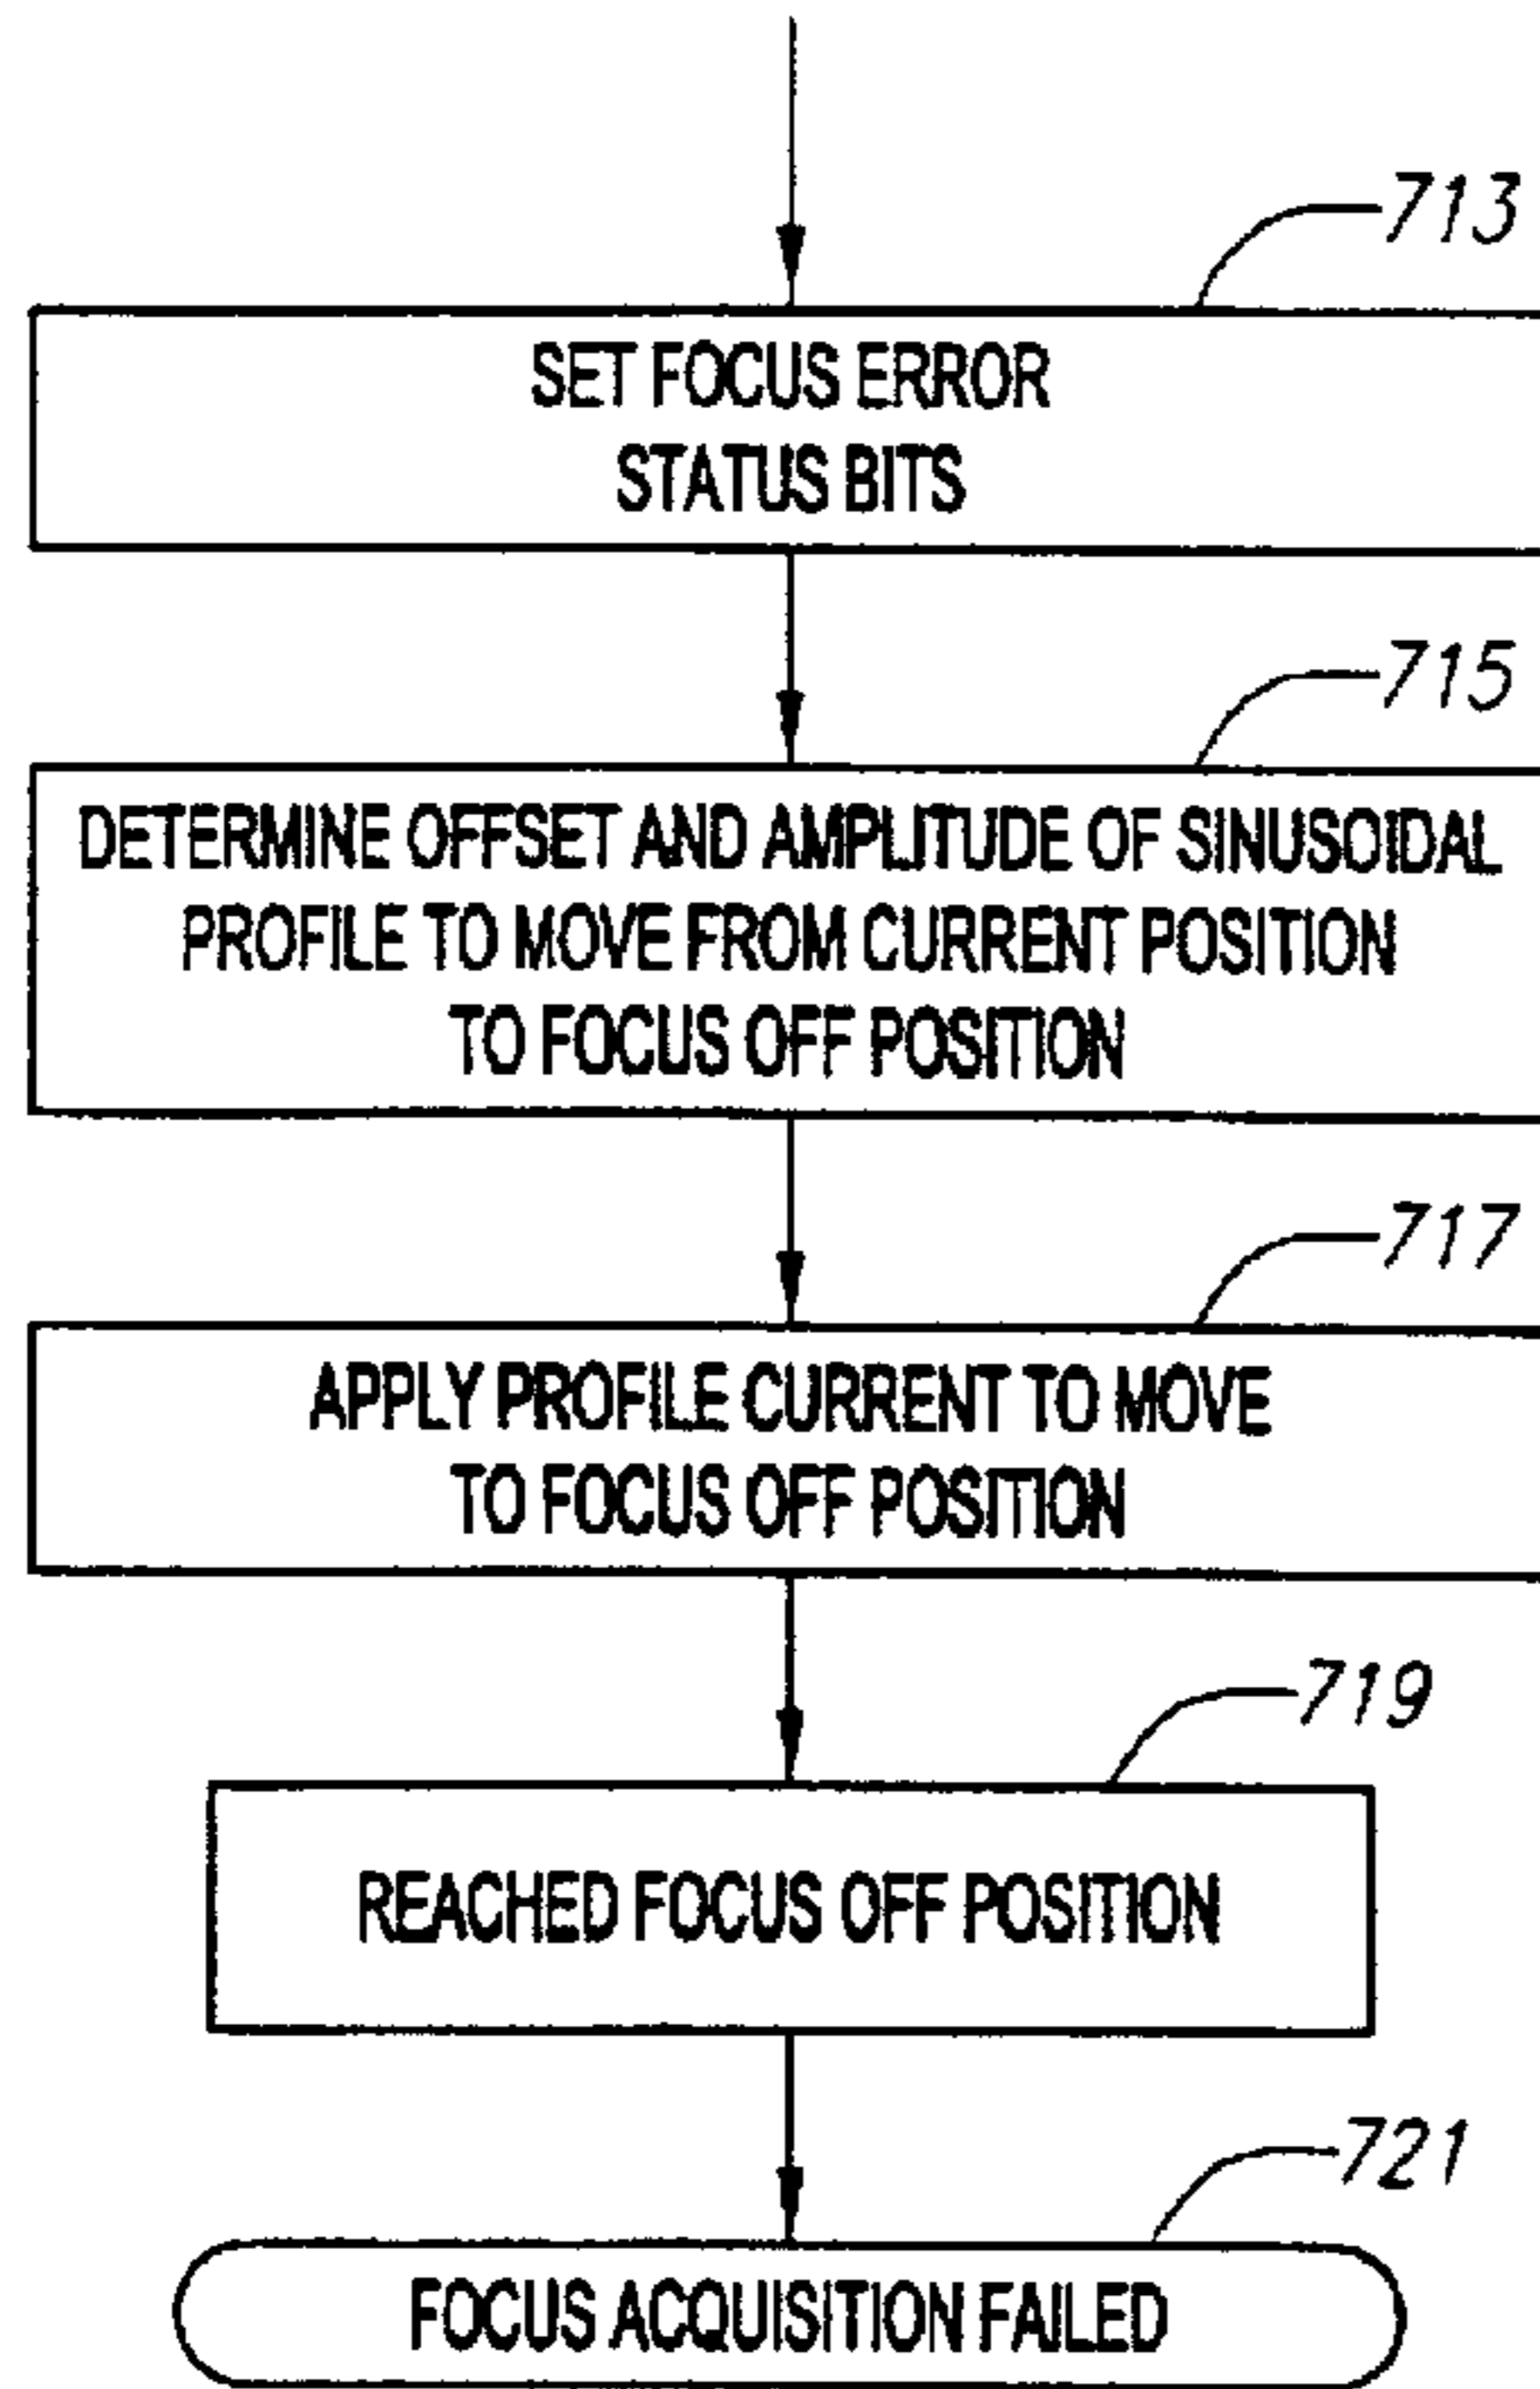 713
SET FOCUS ERROR
STATUS BITS
715
DETERMINE OFFSET AND AMPLITUDE OF SINUSOIDAL
PROFILE TO MOVE FROM CURRENT POSITION
TO FOCUS OFF POSITION
717
APPLY PROFILE CURRENT TO MOVE
TO FOCUS OFF POSITION
719
REACHED FOCUS OFF POSITION
721
FOCUS ACQUISITION FAILED